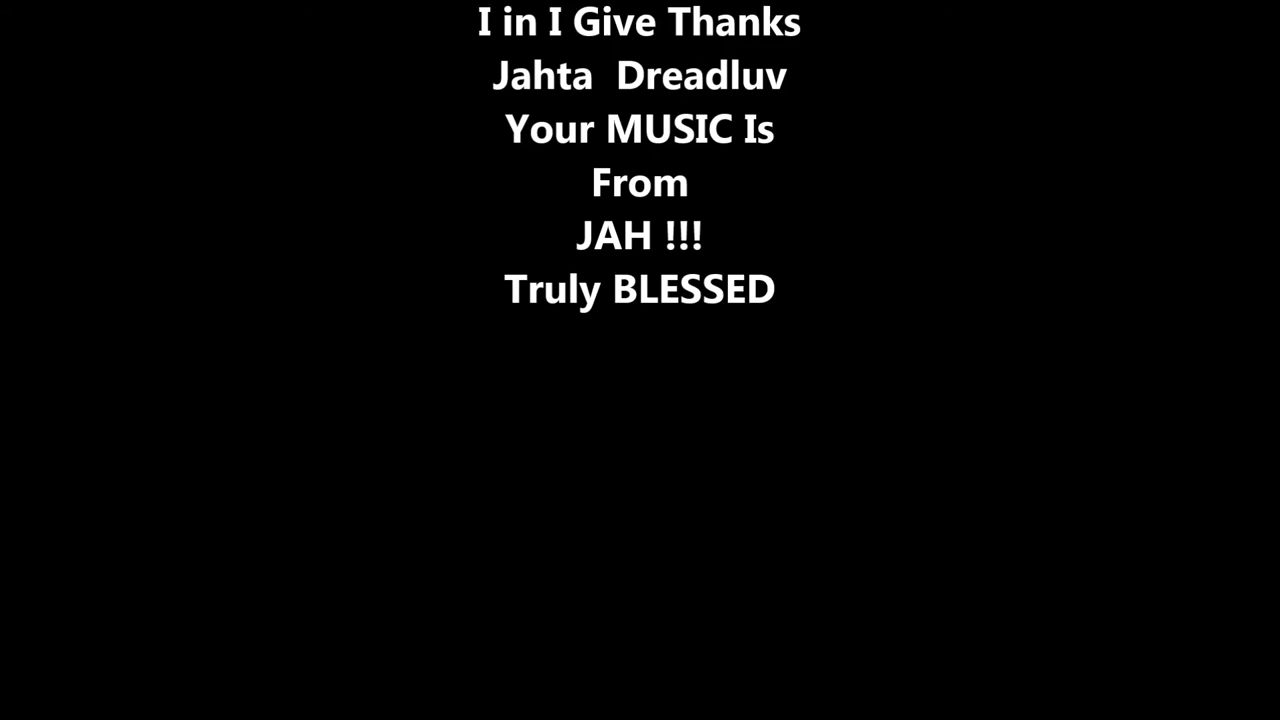 I in I Give Thanks
Jahta  Dreadluv
Your MUSIC Is
From
JAH !!!
Truly BLESSED